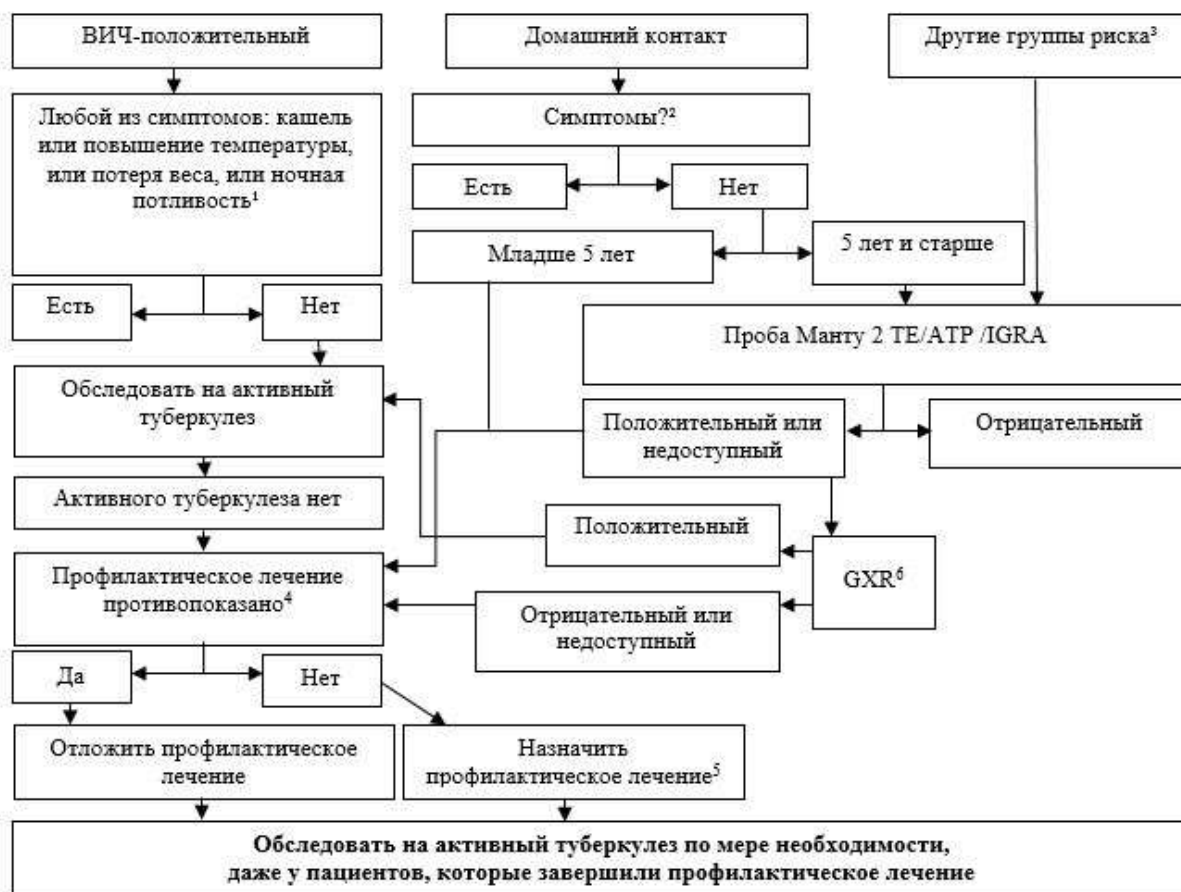 ВИЧ-положительный
Домашний контакт
Другие группы риска³
Любой из симптомов: кашель
или повышение температуры,
или потеря веса, или ночная
потливость¹
Симптомы?²
Есть
Нет
Младше 5 лет
5 лет и старше
Есть
Нет
Проба Манту 2 ТЕ/АТР /IGRA
Обследовать на активный
туберкулез
Положительный или
недоступный
Отрицательный
Активного туберкулеза нет
Положительный
GXR⁶
Профилактическое лечение
противопоказано⁴
Отрицательный или
недоступный
Да
Нет
Отложить профилактическое
лечение
Назначить
профилактическое лечение⁵
Обследовать на активный туберкулез по мере необходимости,
даже у пациентов, которые завершили профилактическое лечение